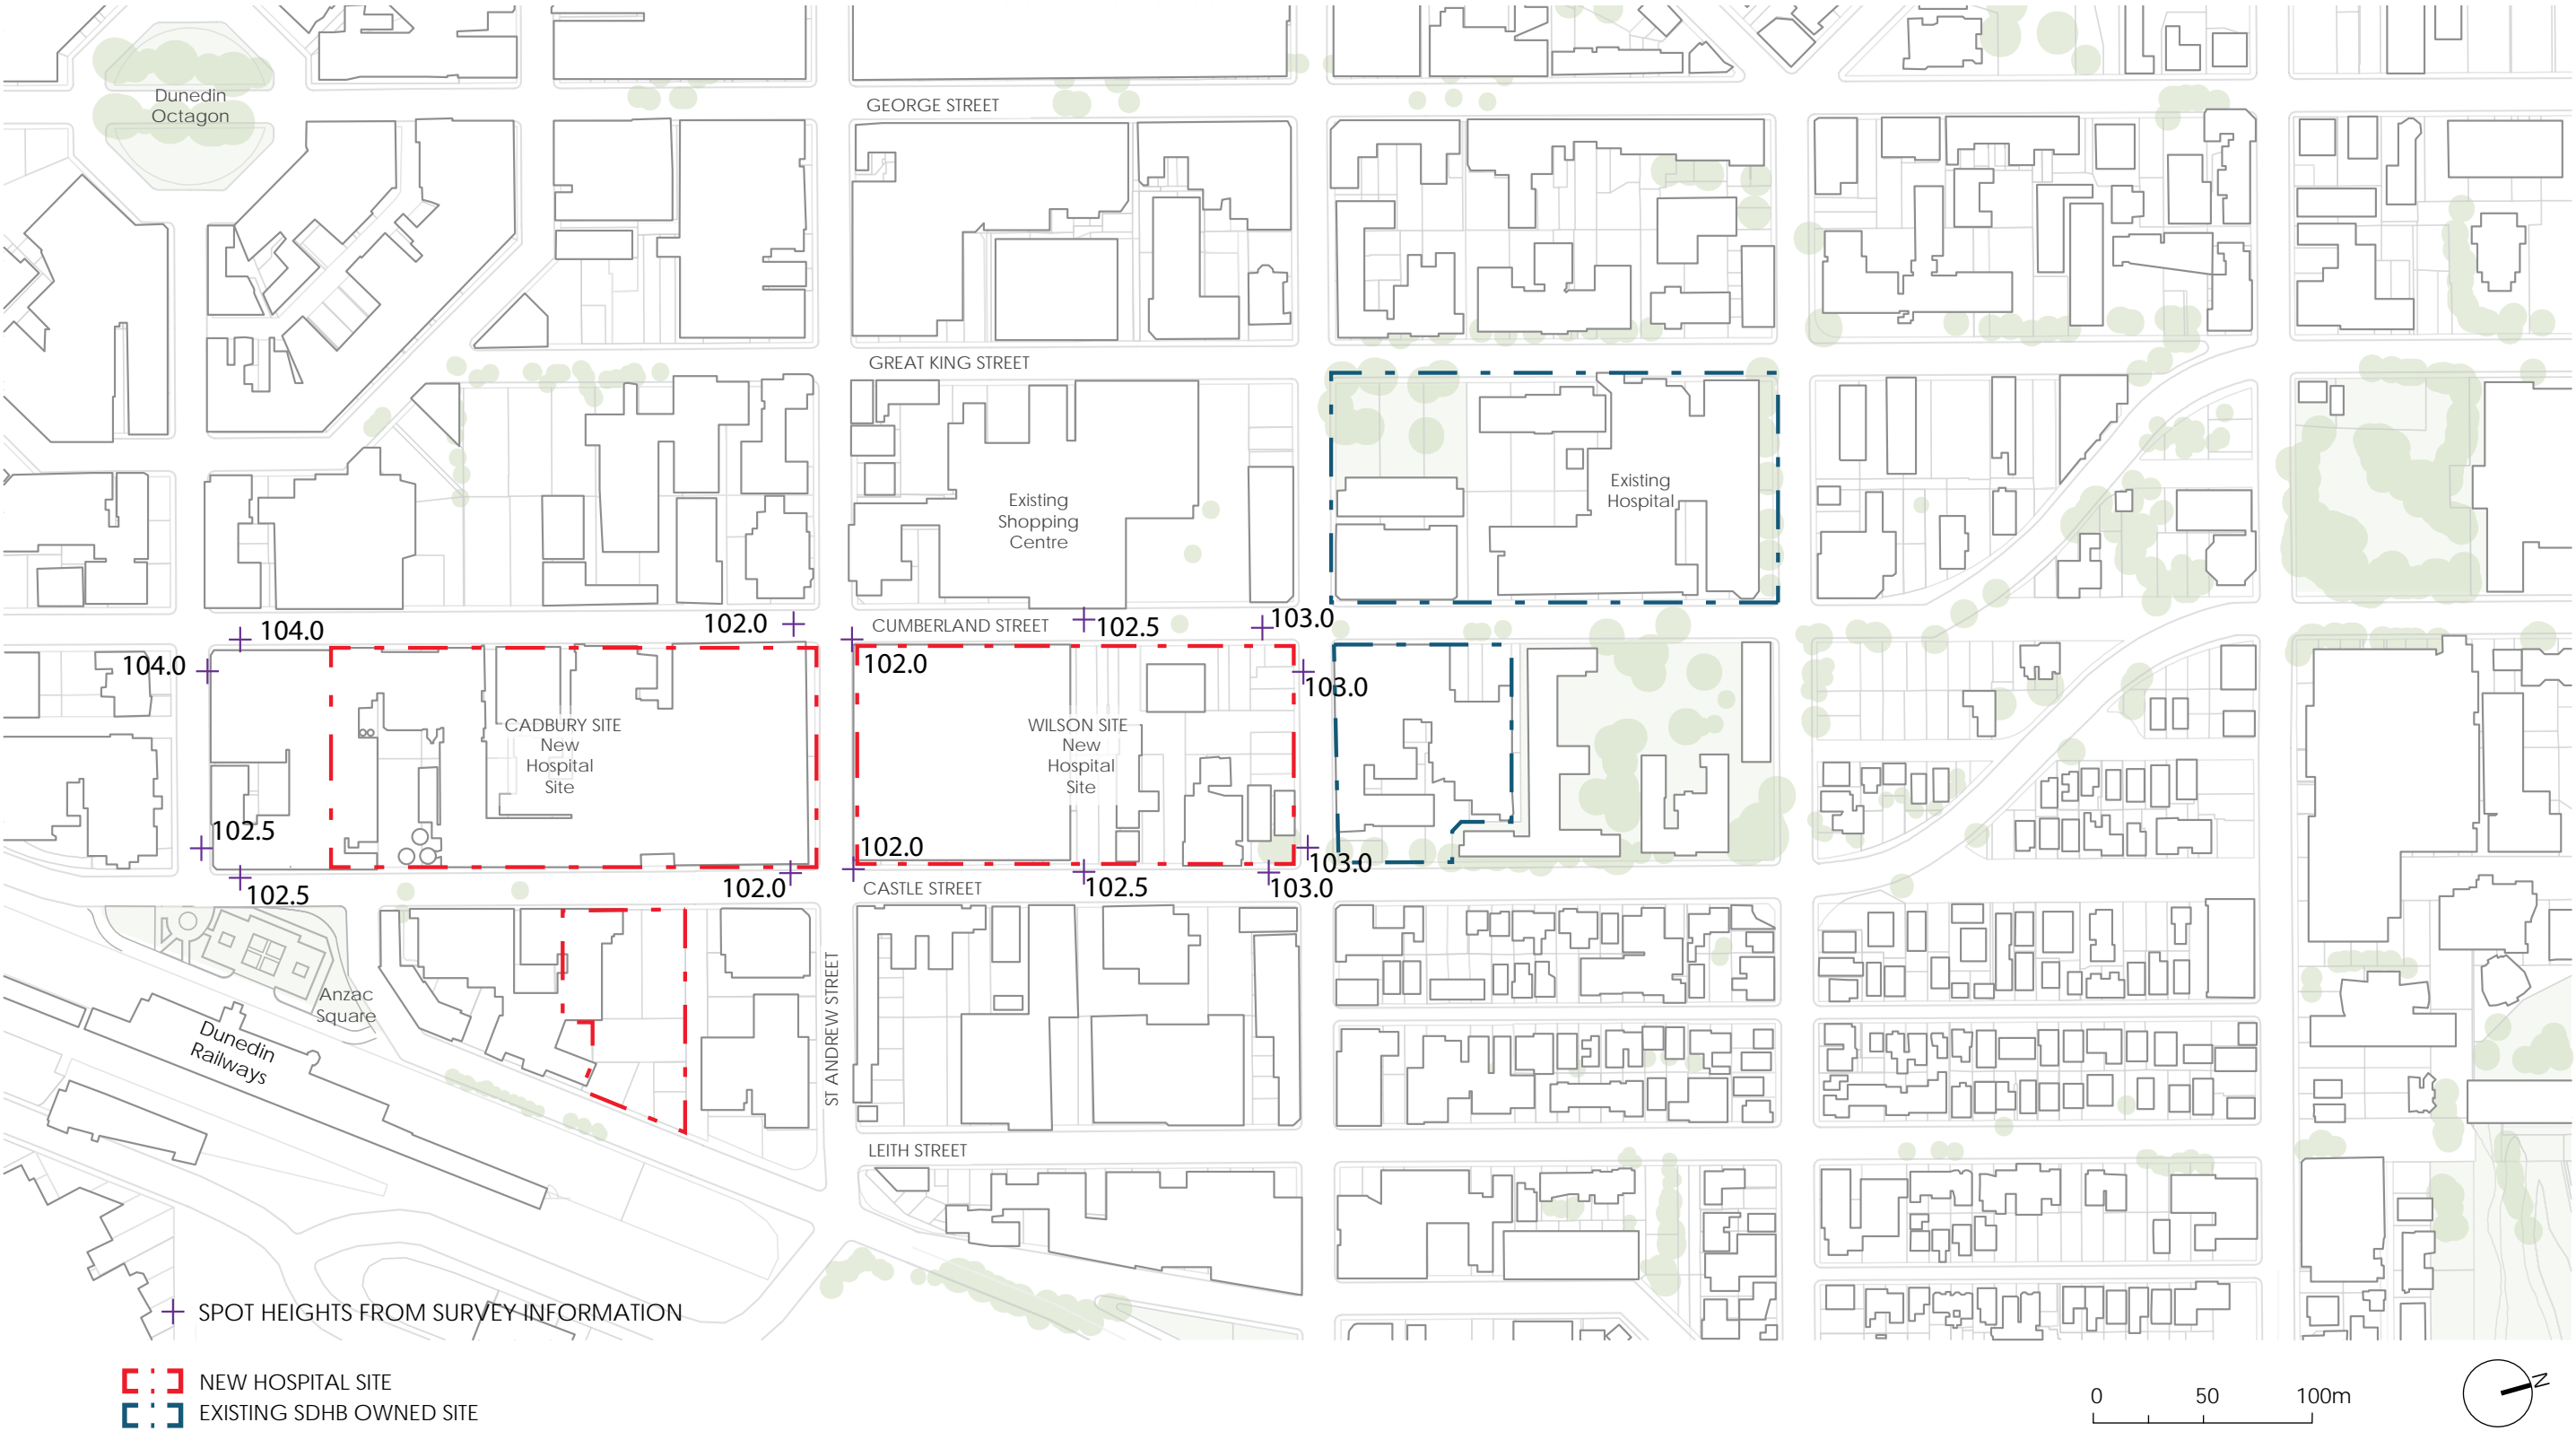 Dunedin
Octagon
GEORGE STREET
GREAT KING STREET
Existing
Shopping
Centre
Existing
Hospital
104.0
102.0
CUMBERLAND STREET
102.5
103.0
104.0
102.0
103.0
CADBURY SITE
New
Hospital
Site
WILSON SITE
New
Hospital
Site
102.5
102.0
103.0
102.5
102.0
CASTLE STREET
102.5
103.0
Anzac
Square
Dunedin
Railways
ST ANDREW STREET
LEITH STREET
SPOT HEIGHTS FROM SURVEY INFORMATION
NEW HOSPITAL SITE
EXISTING SDHB OWNED SITE
0 50 100m
N